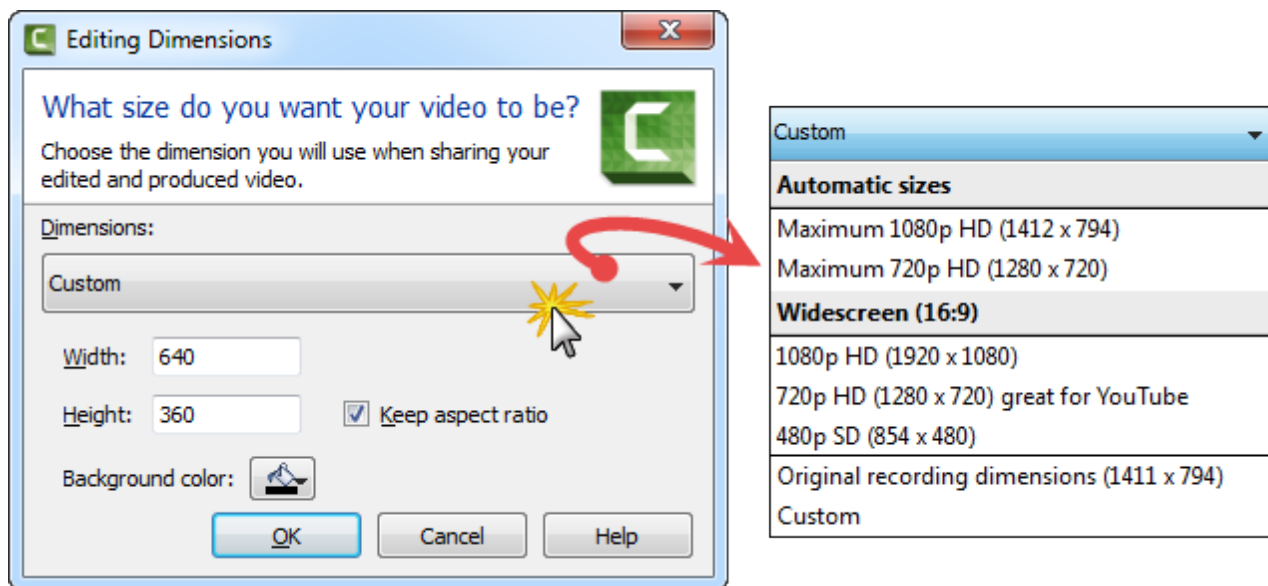 Editing Dimensions
What size do you want your video to be?
Choose the dimension you will use when sharing your
edited and produced video.
Dimensions:
Custom
Width: 640
Height: 360
Keep aspect ratio
Background color:
OK Cancel Help
Custom
Automatic sizes
Maximum 1080p HD (1412 x 794)
Maximum 720p HD (1280 x 720)
Widescreen (16:9)
1080p HD (1920 x 1080)
720p HD (1280 x 720) great for YouTube
480p SD (854 x 480)
Original recording dimensions (1411 x 794)
Custom